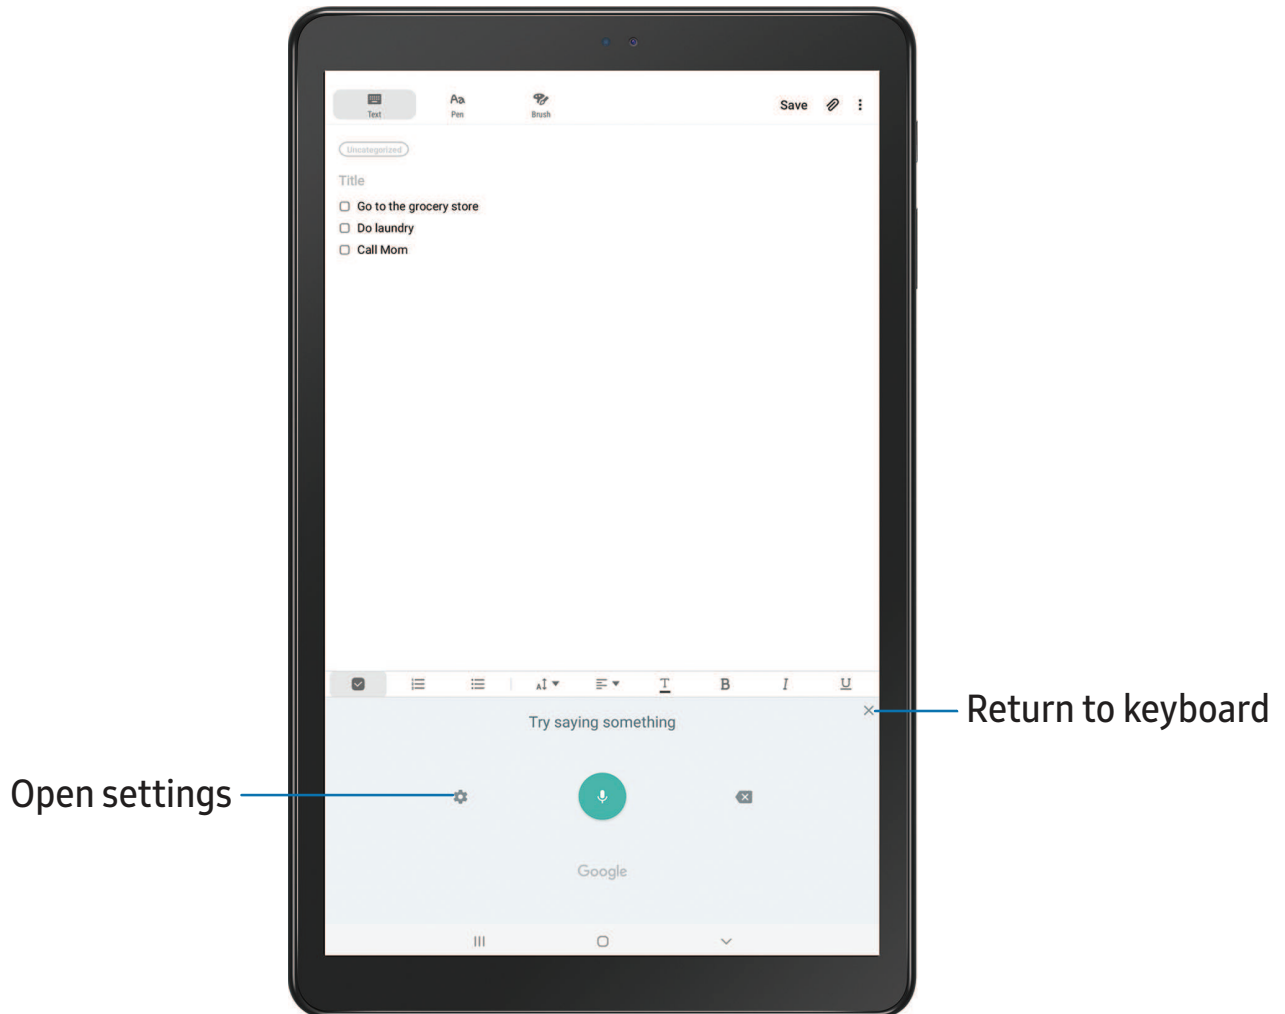 Text
Aa
Pen
Brush
Save
Uncategorized
Title
Go to the grocery store
Do laundry
Call Mom
A
T
B
I
U
Try saying something
Return to keyboard
Open settings
Google